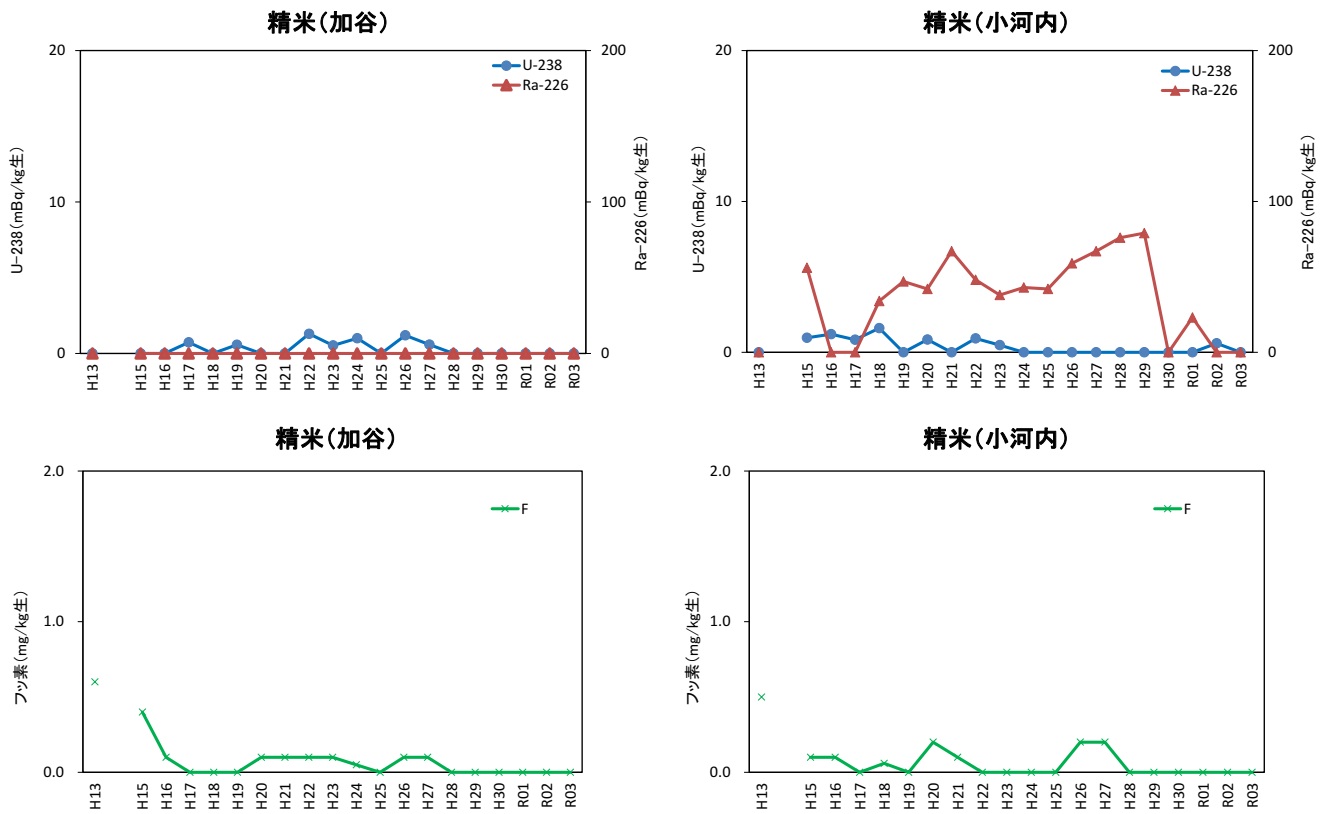 精米(加谷)
20
10
0
200
100
0
U-238(mBq/kg生)
Ra-226(mBq/kg生)
U-238
Ra-226
H13
H15
H16
H17
H18
H19
H20
H21
H22
H23
H24
H25
H26
H27
H28
H29
H30
R01
R02
R03
精米(小河内)
20
10
0
200
100
0
U-238(mBq/kg生)
Ra-226(mBq/kg生)
U-238
Ra-226
H13
H15
H16
H17
H18
H19
H20
H21
H22
H23
H24
H25
H26
H27
H28
H29
H30
R01
R02
R03
精米(加谷)
2.0
1.0
0.0
フッ素(mg/kg生)
F
H13
H15
H16
H17
H18
H19
H20
H21
H22
H23
H24
H25
H26
H27
H28
H29
H30
R01
R02
R03
精米(小河内)
2.0
1.0
0.0
フッ素(mg/kg生)
F
H13
H15
H16
H17
H18
H19
H20
H21
H22
H23
H24
H25
H26
H27
H28
H29
H30
R01
R02
R03